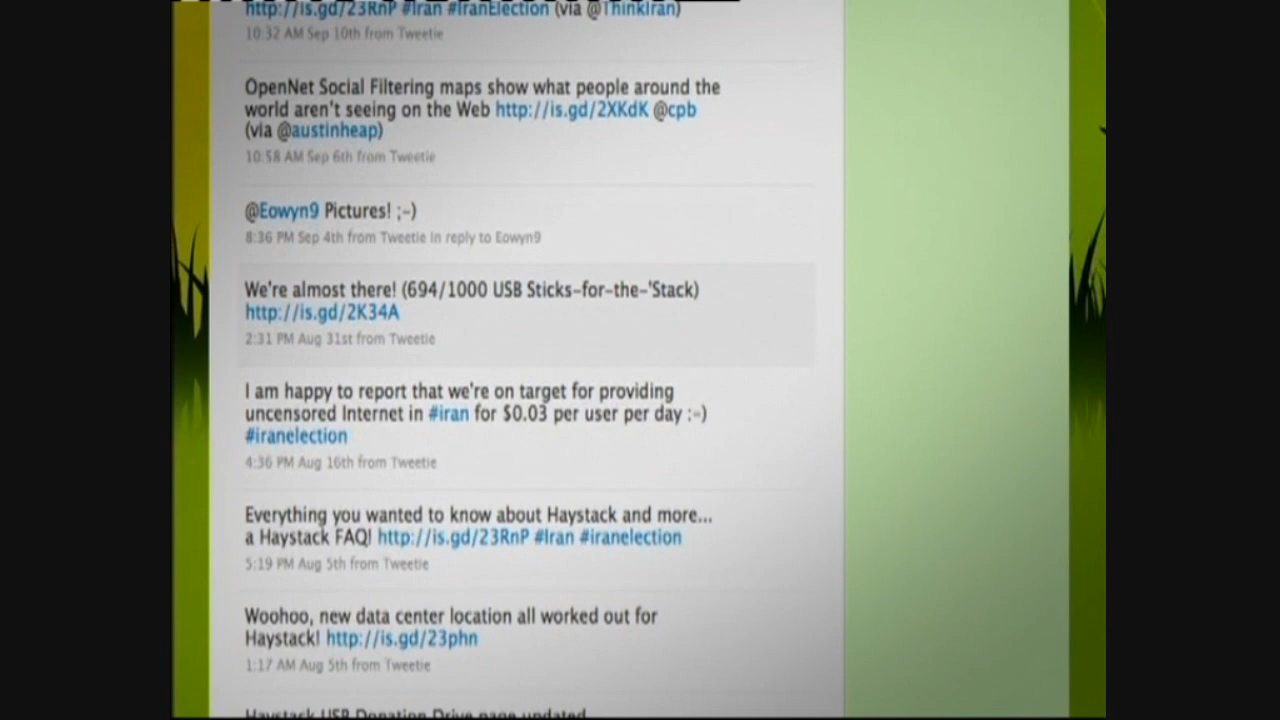 http://is.gd/23RnP #Iran #IranElection (via @ThinkIran)
10:32 AM Sep 10th from Tweetie
OpenNet Social Filtering maps show what people around the
world aren't seeing on the Web http://is.gd/2XKdK @cpb
(via @austinheap)
10:58 AM Sep 6th from Tweetie
@Eowyn9 Pictures! ;-)
8:36 PM Sep 4th from Tweetie in reply to Eowyn9
We're almost there! (694/1000 USB Sticks-for-the-'Stack)
http://is.gd/2K34A
2:31 PM Aug 31st from Tweetie
I am happy to report that we're on target for providing
uncensored Internet in #iran for $0.03 per user per day :-)
#iranelection
4:36 PM Aug 16th from Tweetie
Everything you wanted to know about Haystack and more...
a Haystack FAQ! http://is.gd/23RnP #Iran #iranelection
5:19 PM Aug 5th from Tweetie
Woohoo, new data center location all worked out for
Haystack! http://is.gd/23phn
1:17 AM Aug 5th from Tweetie
Haystack USB Donation Drive page updated